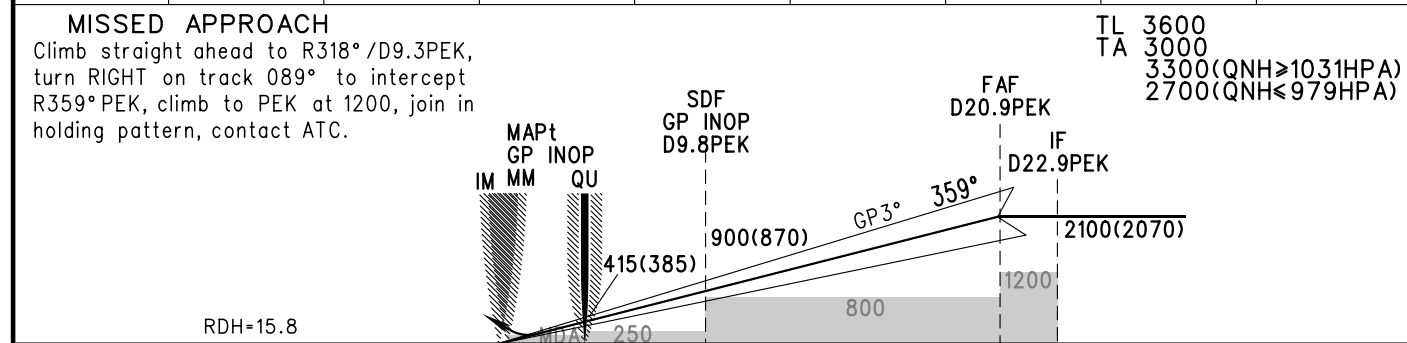 MISSED APPROACH
Climb straight ahead to R318°/D9.3PEK,
turn RIGHT on track 089° to intercept
R359°PEK, climb to PEK at 1200, join in
holding pattern, contact ATC.
TL 3600
TA 3000
3300(QNH≥1031HPA)
2700(QNH≤979HPA)
FAF
D20.9PEK
SDF
GP INOP
D9.8PEK
IF
D22.9PEK
MAPt
GP INOP
IM MM QU
GP3° 359°
900(870)
2100(2070)
415(385)
1200
800
RDH=15.8
MDA 250